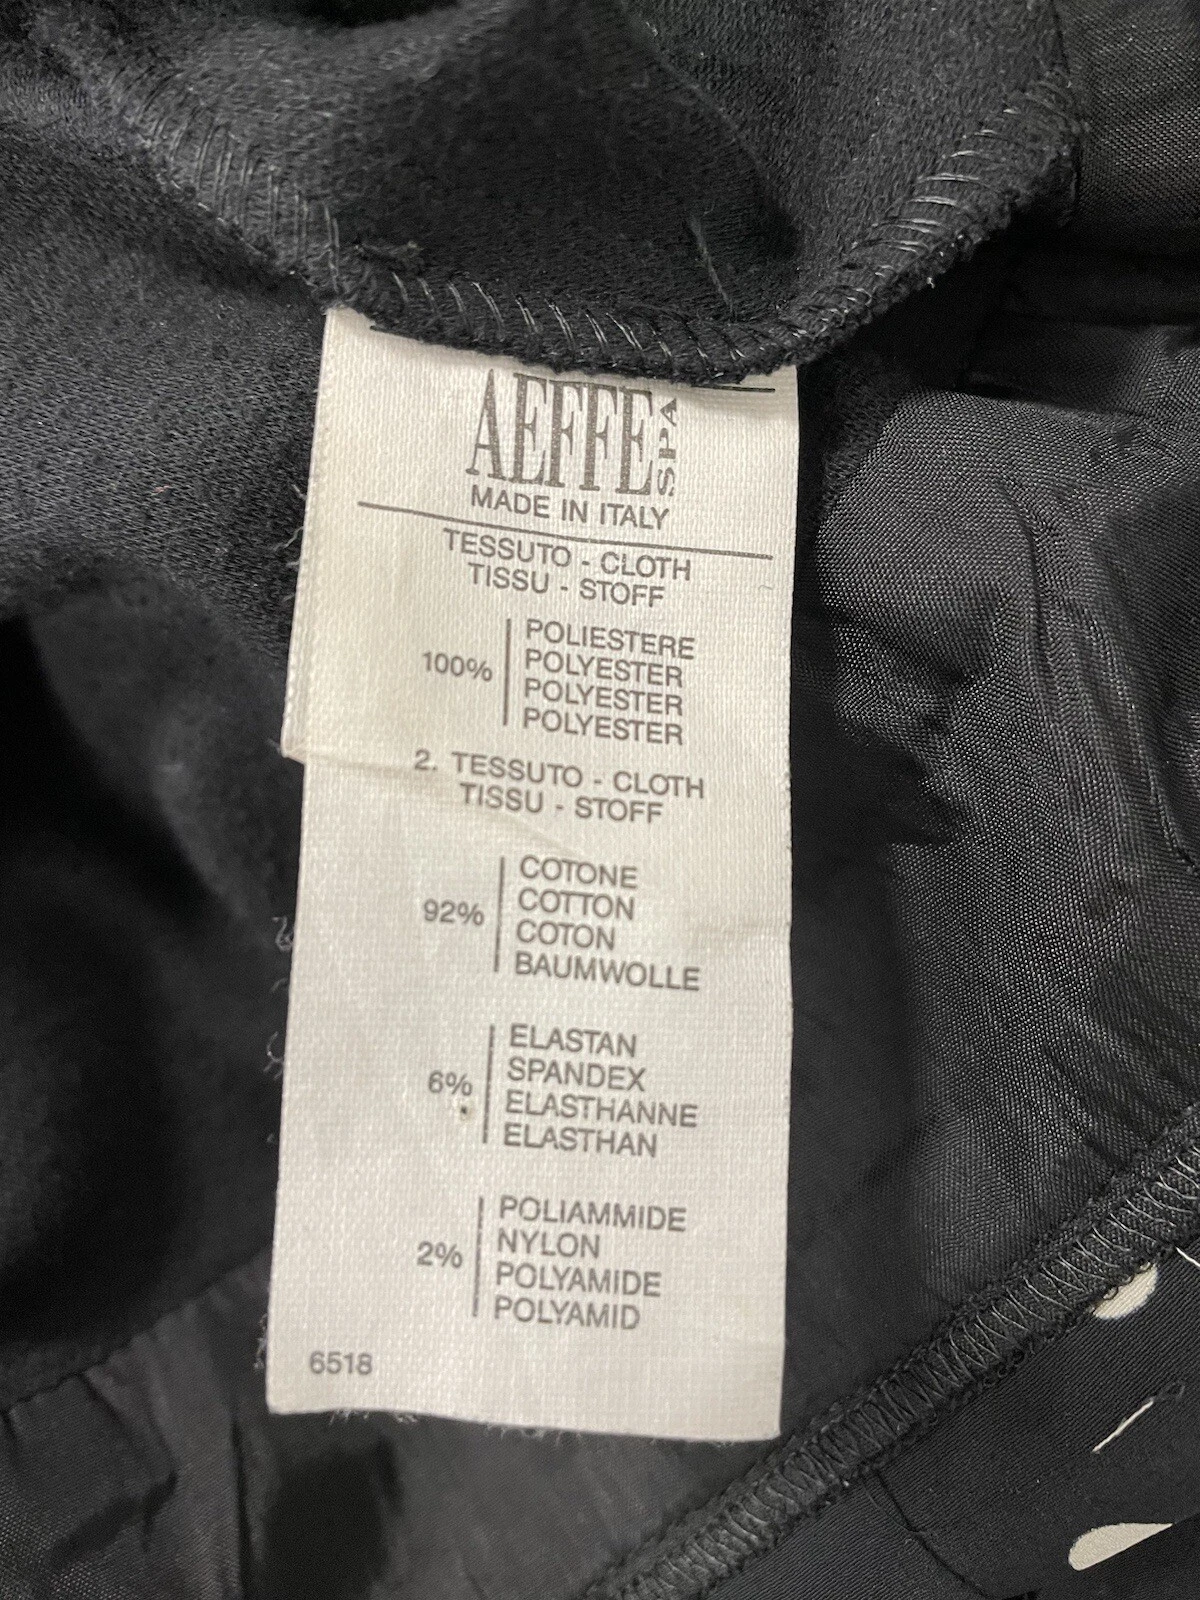 AEFFE SPA
MADE IN ITALY
TESSUTO - CLOTH
TISSU - STOFF
100%
POLIESTERE
POLYESTER
POLYESTER
POLYESTER
2. TESSUTO - CLOTH
TISSU - STOFF
92%
COTONE
COTTON
COTON
BAUMWOLLE
6%
ELASTAN
SPANDEX
ELASTHANNE
ELASTHAN
2%
POLIAMMIDE
NYLON
POLYAMIDE
POLYAMID
6518